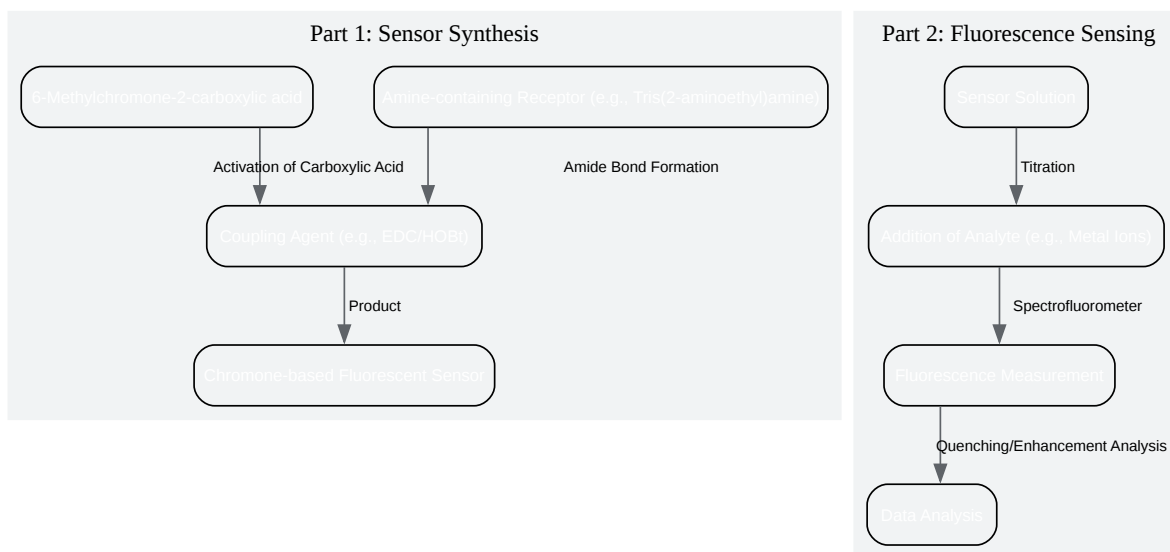 Part 1: Sensor Synthesis
6-Methylchromone-2-carboxylic acid
Amine-containing Receptor (e.g., Tris(2-aminoethyl)amine)
Activation of Carboxylic Acid
Amide Bond Formation
Coupling Agent (e.g., EDC/HOBt)
Product
Chromone-based Fluorescent Sensor
Part 2: Fluorescence Sensing
Sensor Solution
Titration
Addition of Analyte (e.g., Metal Ions)
Spectrofluorometer
Fluorescence Measurement
Quenching/Enhancement Analysis
Data Analysis